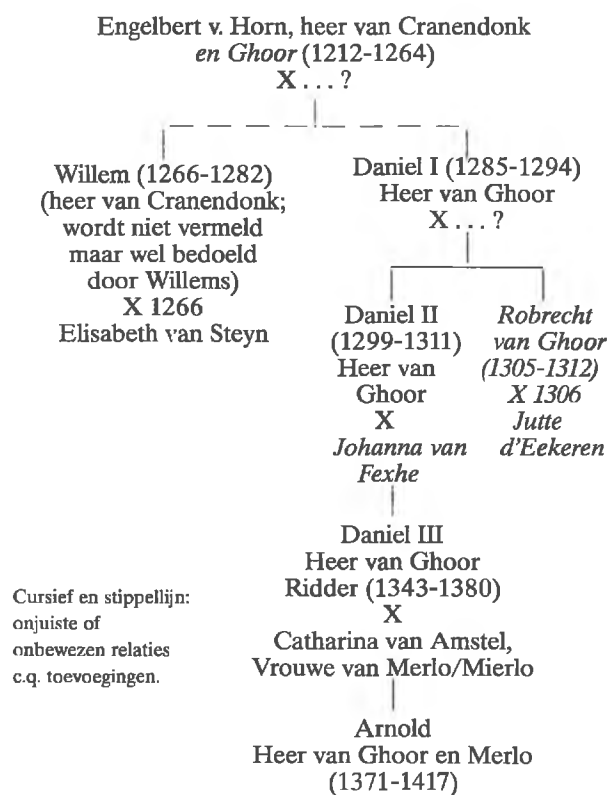 Engelbert v. Horn, heer van Cranendonk
en Ghoor (1212-1264)
X . . . ?
Willem (1266-1282)
(heer van Cranendonk;
wordt niet vermeld
maar wel bedoeld
door Willems)
X 1266
Elisabeth van Steyn
Daniel I (1285-1294)
Heer van Ghoor
X . . . ?
Daniel II
(1299-1311)
Heer van
Ghoor
X
Johanna van
Fexhe
Robrecht
van Ghoor
(1305-1312)
X 1306
Jutte
d'Eekeren
Daniel III
Heer van Ghoor
Ridder (1343-1380)
X
Catharina van Amstel,
Vrouwe van Merlo/Mierlo
Cursief en stippellijn:
onjuiste of
onbewezen relaties
c.q. toevoegingen.
Arnold
Heer van Ghoor en Merlo
(1371-1417)